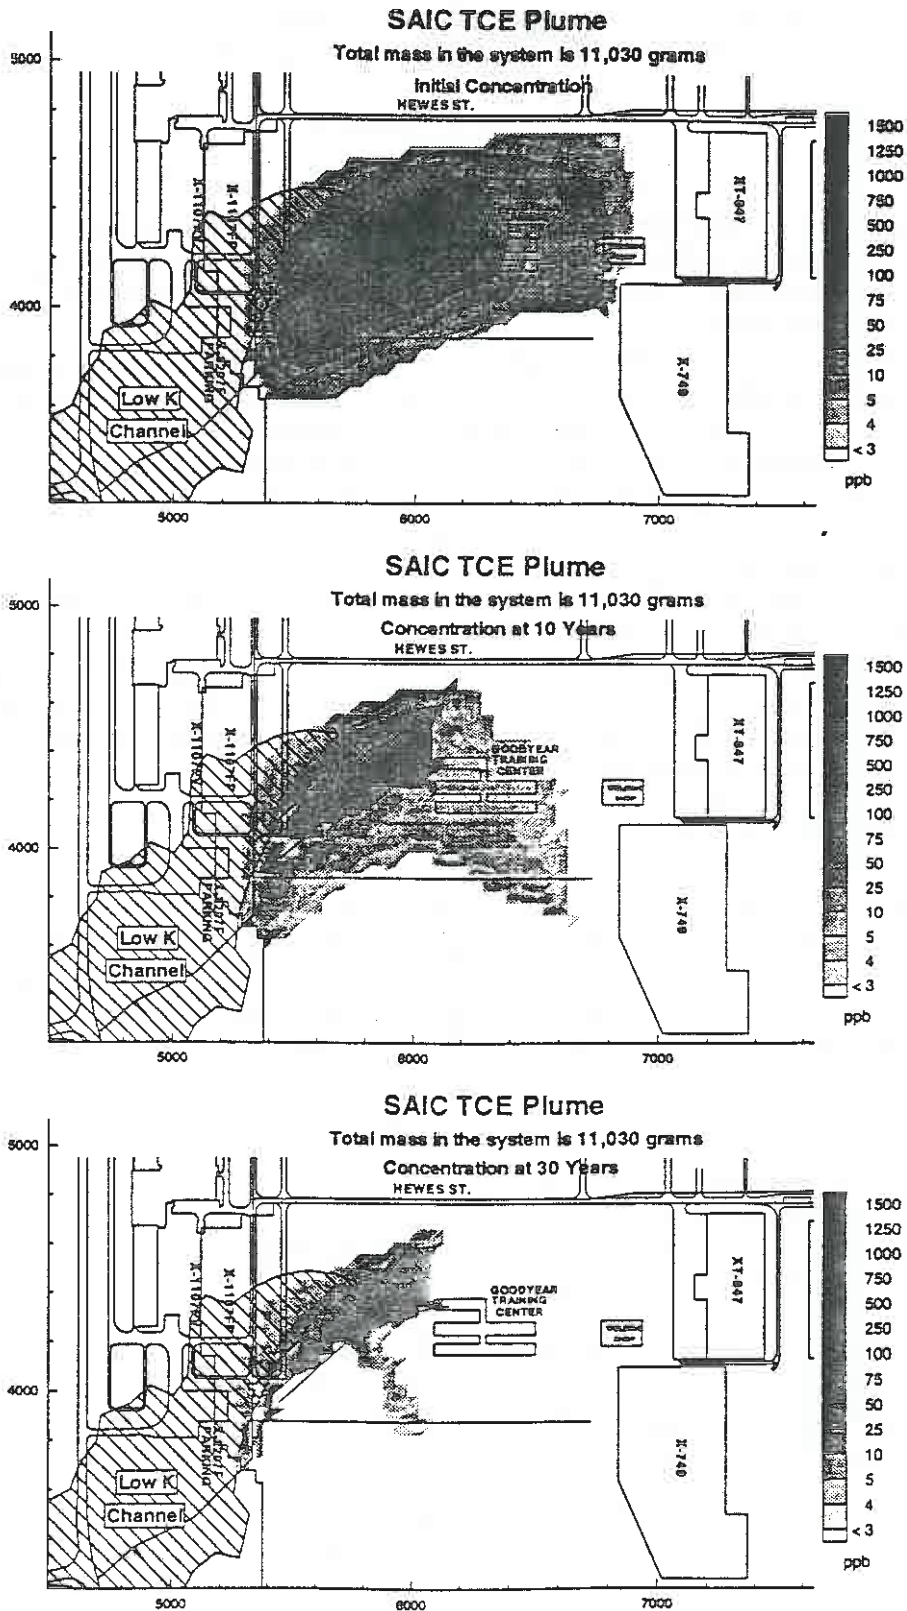 SAIC TCE Plume
Total mass in the system is 11,030 grams
Initial Concentration
HEWES ST.
5000
4000
X-1107FP
XT-847
X-749
PARKING
Low K
Channel
1500
1250
1000
750
500
250
100
75
50
25
10
5
4
< 3
ppb
5000
6000
7000
SAIC TCE Plume
Total mass in the system is 11,030 grams
Concentration at 10 Years
HEWES ST.
5000
4000
X-1107FP
GOODYEAR
TRAINING
CENTER
SHOP
XT-847
X-749
PARKING
Low K
Channel
1500
1250
1000
750
500
250
100
75
50
25
10
5
4
< 3
ppb
5000
6000
7000
SAIC TCE Plume
Total mass in the system is 11,030 grams
Concentration at 30 Years
HEWES ST.
5000
4000
X-1107FP
GOODYEAR
TRAINING
CENTER
SHOP
XT-847
X-749
PARKING
Low K
Channel
1500
1250
1000
750
500
250
100
75
50
25
10
5
4
< 3
ppb
5000
6000
7000